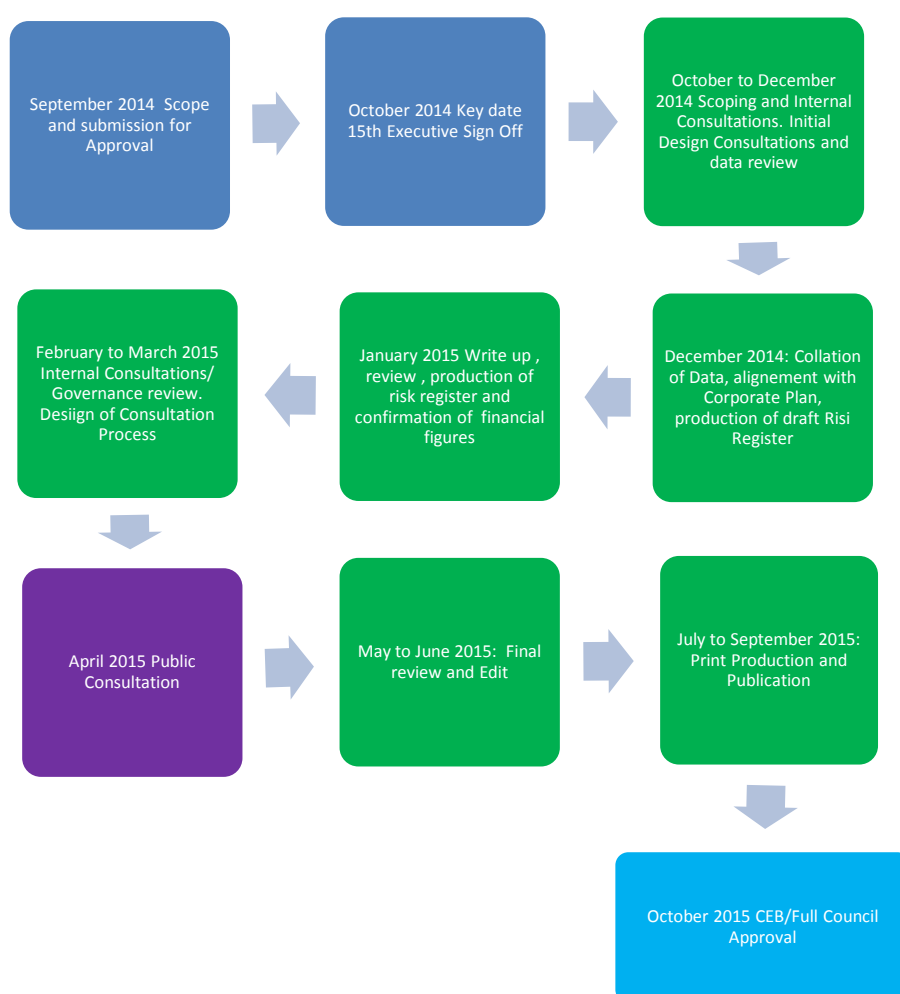 September 2014  Scope
and submission for
Approval
October 2014 Key date
15th Executive Sign Off
October to December
2014 Scoping and Internal
Consultations. Initial
Design Consultations and
data review
December 2014: Collation
of Data, alignement with
Corporate Plan,
production of draft Risi
Register
January 2015 Write up ,
review , production of
risk register and
confirmation of  financial
figures
February to March 2015
Internal Consultations/
Governance review.
Desiign of Consultation
Process
April 2015 Public
Consultation
May to June 2015:  Final
review and Edit
July to September 2015:
Print Production and
Publication
October 2015 CEB/Full Council
Approval